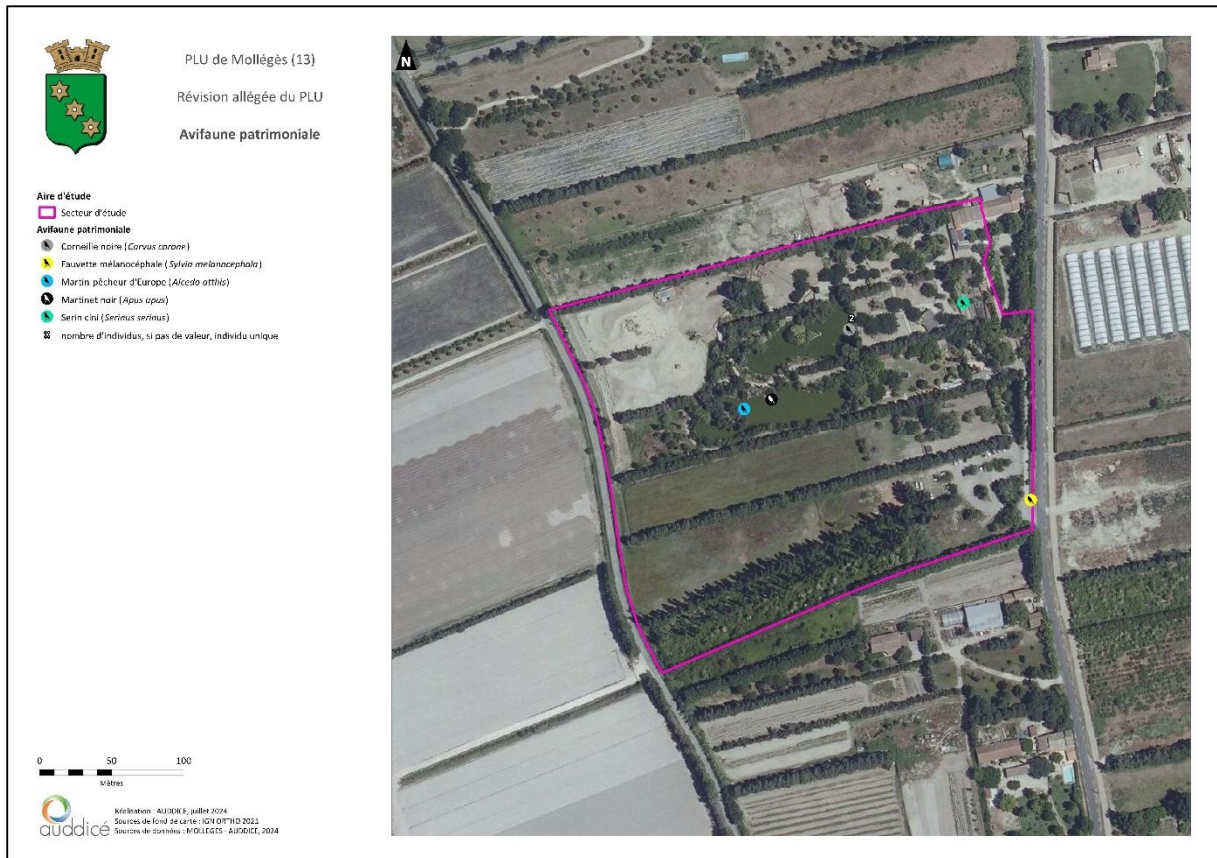 PLU de Mollégès (13)
Révision allégée du PLU
Avifaune patrimoniale
Aire d'étude
Secteur d'étude
Avifaune patrimoniale
Corneille noire (Corvus corone)
Fauvette mélanocéphale (Sylvia melanocephala)
Martin pêcheur d'Europe (Alcedo atthis)
Martinet noir (Apus apus)
Serin cini (Serinus serinus)
nombre d'individus, si pas de valeur, individu unique
N
2
0 50 100
Mètres
auddicé
Réalisation : AUDDICE, juillet 2024
Sources de fond de carte : IGN ORTHO 2021
Sources de données : MOLLEGES - AUDDICE, 2024